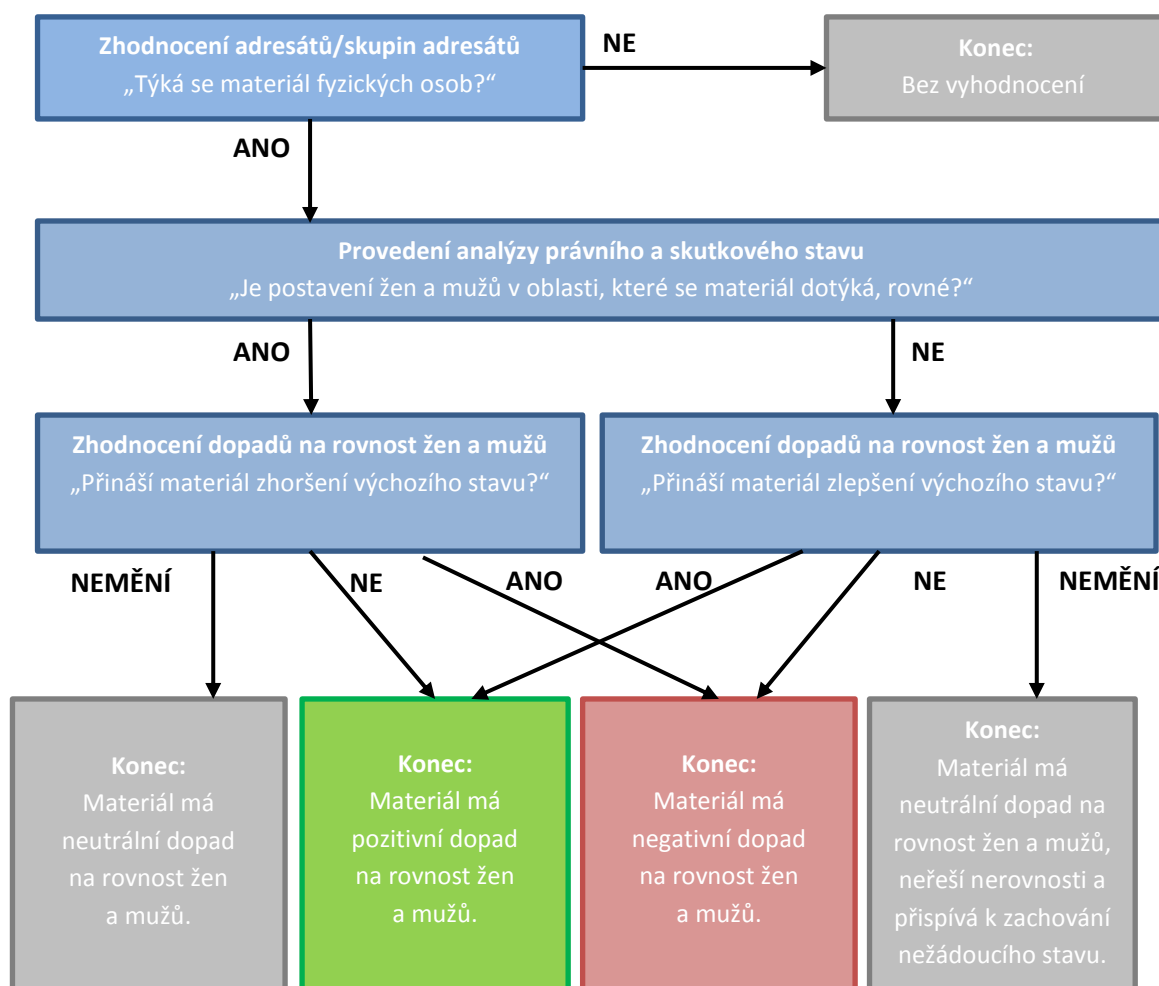 Zhodnocení adresátů/skupin adresátů
„Týká se materiál fyzických osob?“
NE
Konec:
Bez vyhodnocení
ANO
Provedení analýzy právního a skutkového stavu
„Je postavení žen a mužů v oblasti, které se materiál dotýká, rovné?“
ANO
NE
Zhodnocení dopadů na rovnost žen a mužů
„Přináší materiál zhoršení výchozího stavu?“
Zhodnocení dopadů na rovnost žen a mužů
„Přináší materiál zlepšení výchozího stavu?“
NEMĚNÍ
NE
ANO
ANO
NE
NEMĚNÍ
Konec:
Materiál má
neutrální dopad
na rovnost žen
a mužů.
Konec:
Materiál má
pozitivní dopad
na rovnost žen
a mužů.
Konec:
Materiál má
negativní dopad
na rovnost žen
a mužů.
Konec:
Materiál má
neutrální dopad na
rovnost žen a mužů,
neřeší nerovnosti a
přispívá k zachování
nežádoucího stavu.